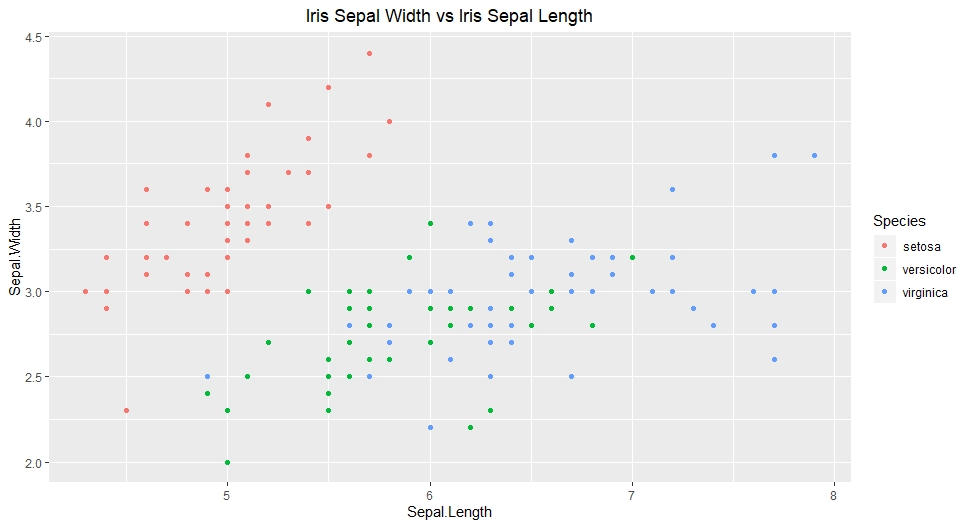 Iris Sepal Width vs Iris Sepal Length
4.5
4.0
3.5
3.0
2.5
2.0
Sepal.Width
5 6 7 8
Sepal.Length
Species
setosa
versicolor
virginica